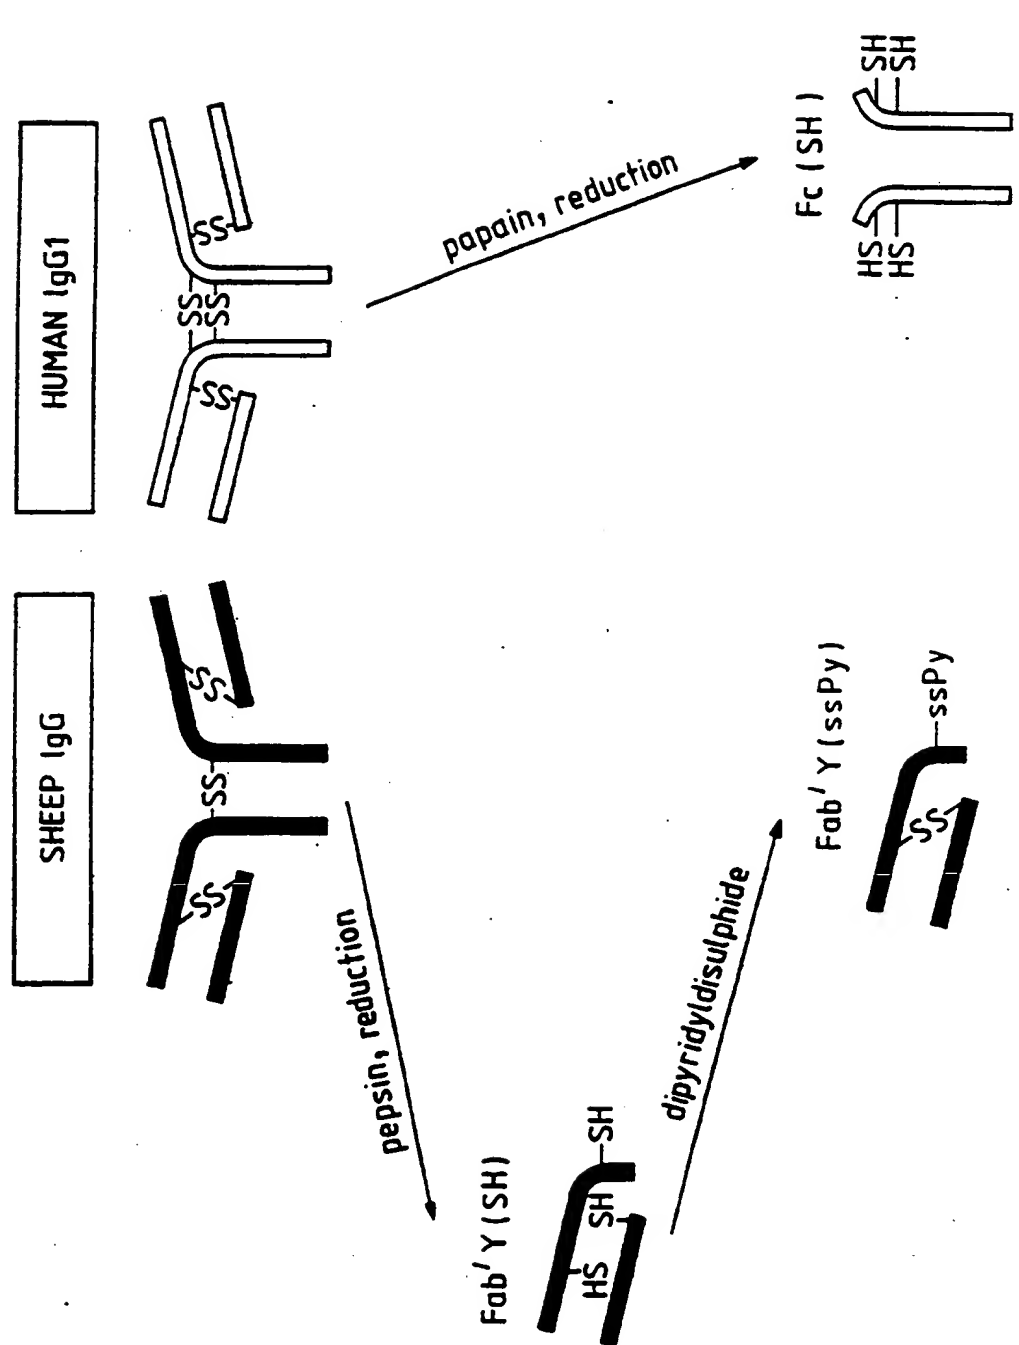 SHEEP IgG
HUMAN IgG1
SS
SS
SS
SS
SS
SS
SS
pepsin, reduction
papain, reduction
Fab′ γ(SH)
HS
SH
SH
dipyridyldisulphide
Fab′ γ(ssPy)
SS
ssPy
Fc (SH)
HS
HS
SH
SH